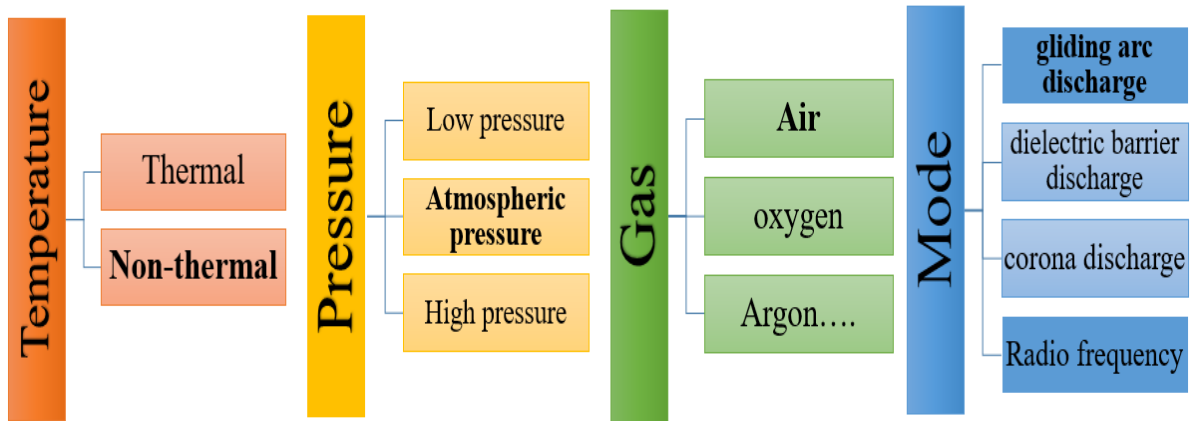 Temperature
Thermal
Non-thermal
Pressure
Low pressure
Atmospheric
pressure
High pressure
Gas
Air
oxygen
Argon....
Mode
gliding arc
discharge
dielectric barrier
discharge
corona discharge
Radio frequency